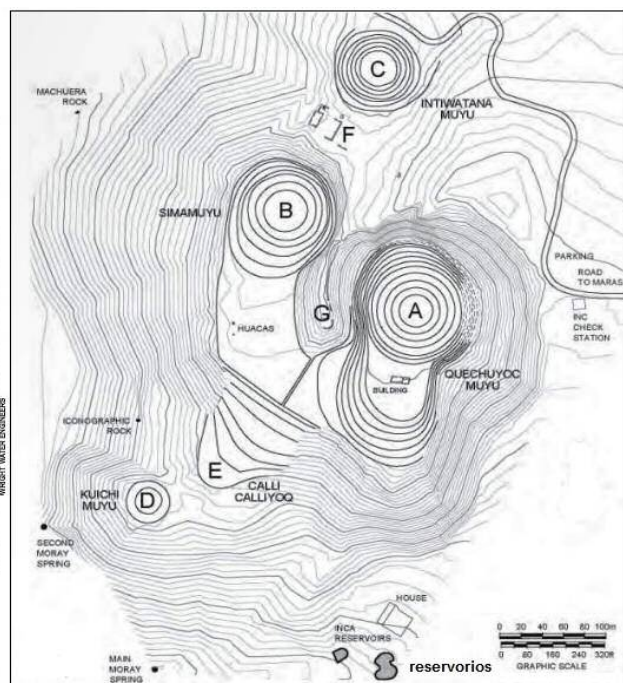 C
INTIWATANA
MUYU
MACHUERA
ROCK
F
SIMAMUYU
B
PARKING
ROAD
TO MARAS
A
G
HUACAS
INC
CHECK
STATION
QUECHUYOC
MUYU
BUILDING
ICONOGRAPHIC
ROCK
WRIGHT WATER ENGINEERS
E
CALLI
CALLIYOQ
KUICHI
MUYU
D
SECOND
MORAY
SPRING
HOUSE
INCA
RESERVOIRS
reservorios
MAIN
MORAY
SPRING
0 20 40 60 80 100m
0 80 160 240 320ft
GRAPHIC SCALE